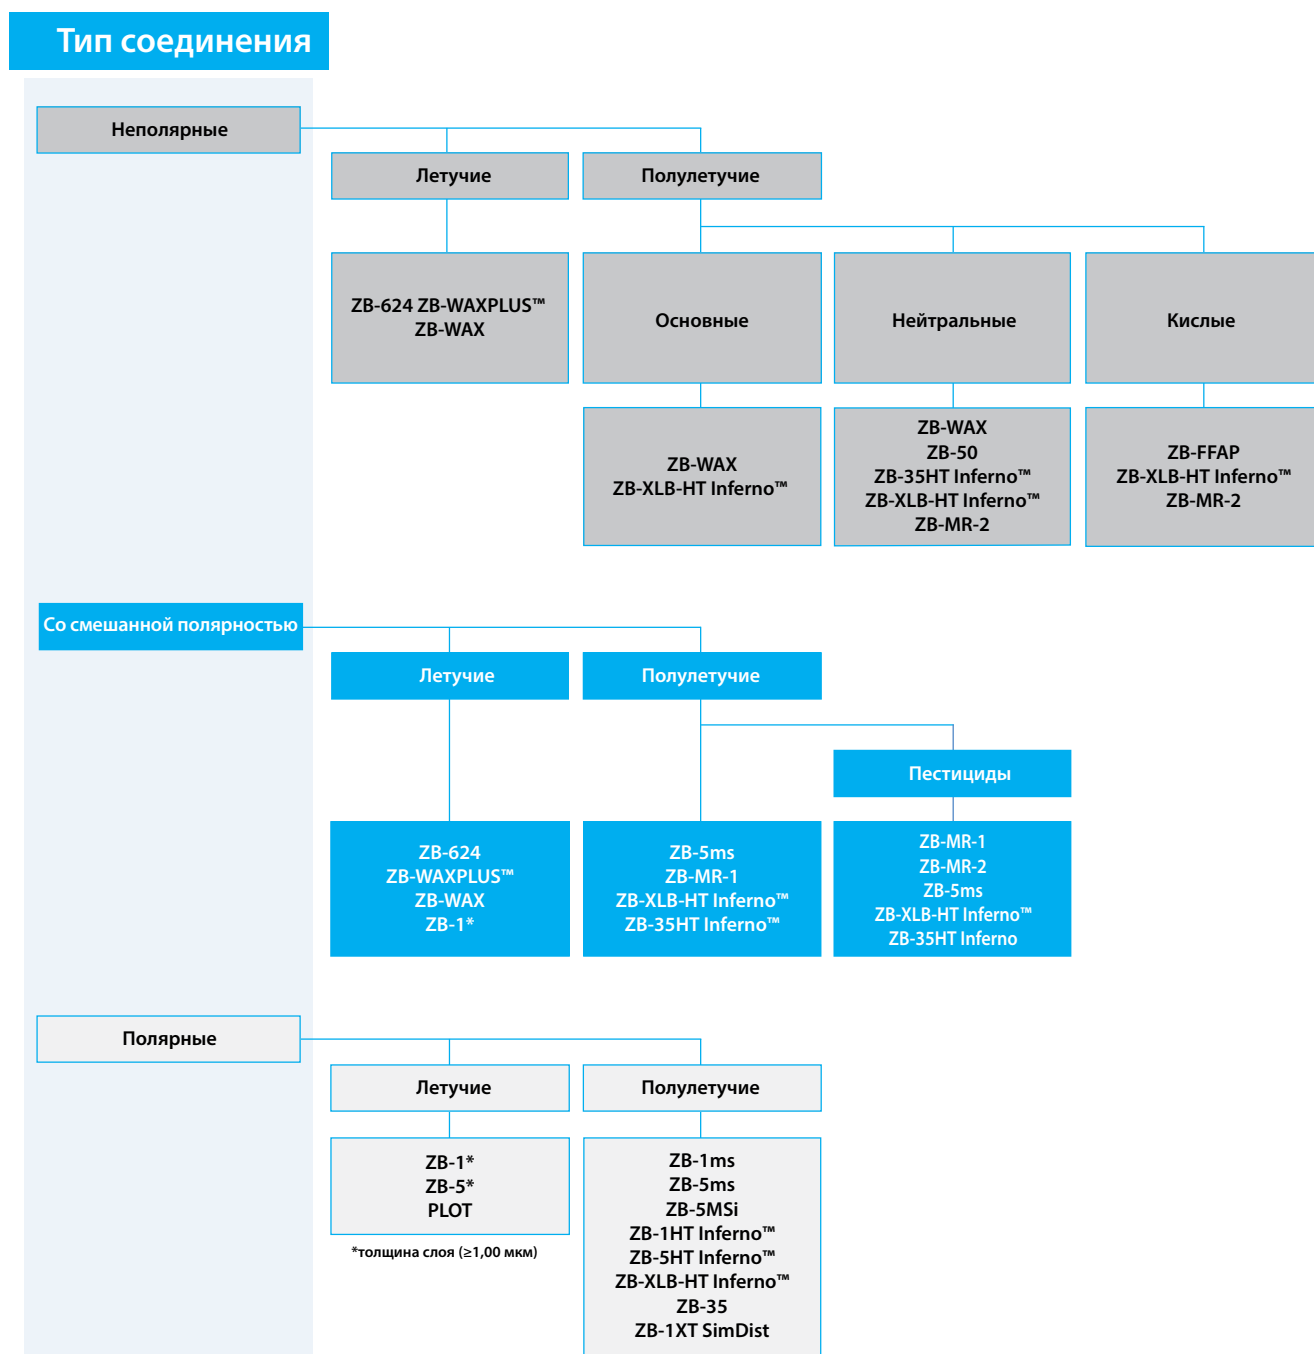 Тип соединения
Неполярные
Летучие
Полулетучие
ZB-624 ZB-WAXPLUS™
ZB-WAX
Основные
Нейтральные
Кислые
ZB-WAX
ZB-XLB-HT Inferno™
ZB-WAX
ZB-50
ZB-35HT Inferno™
ZB-XLB-HT Inferno™
ZB-MR-2
ZB-FFAP
ZB-XLB-HT Inferno™
ZB-MR-2
Со смешанной полярностью
Летучие
Полулетучие
Пестициды
ZB-624
ZB-WAXPLUS™
ZB-WAX
ZB-1*
ZB-5ms
ZB-MR-1
ZB-XLB-HT Inferno™
ZB-35HT Inferno™
ZB-MR-1
ZB-MR-2
ZB-5ms
ZB-XLB-HT Inferno™
ZB-35HT Inferno
Полярные
Летучие
Полулетучие
ZB-1*
ZB-5*
PLOT
*толщина слоя (≥1,00 мкм)
ZB-1ms
ZB-5ms
ZB-5MSi
ZB-1HT Inferno™
ZB-5HT Inferno™
ZB-XLB-HT Inferno™
ZB-35
ZB-1XT SimDist